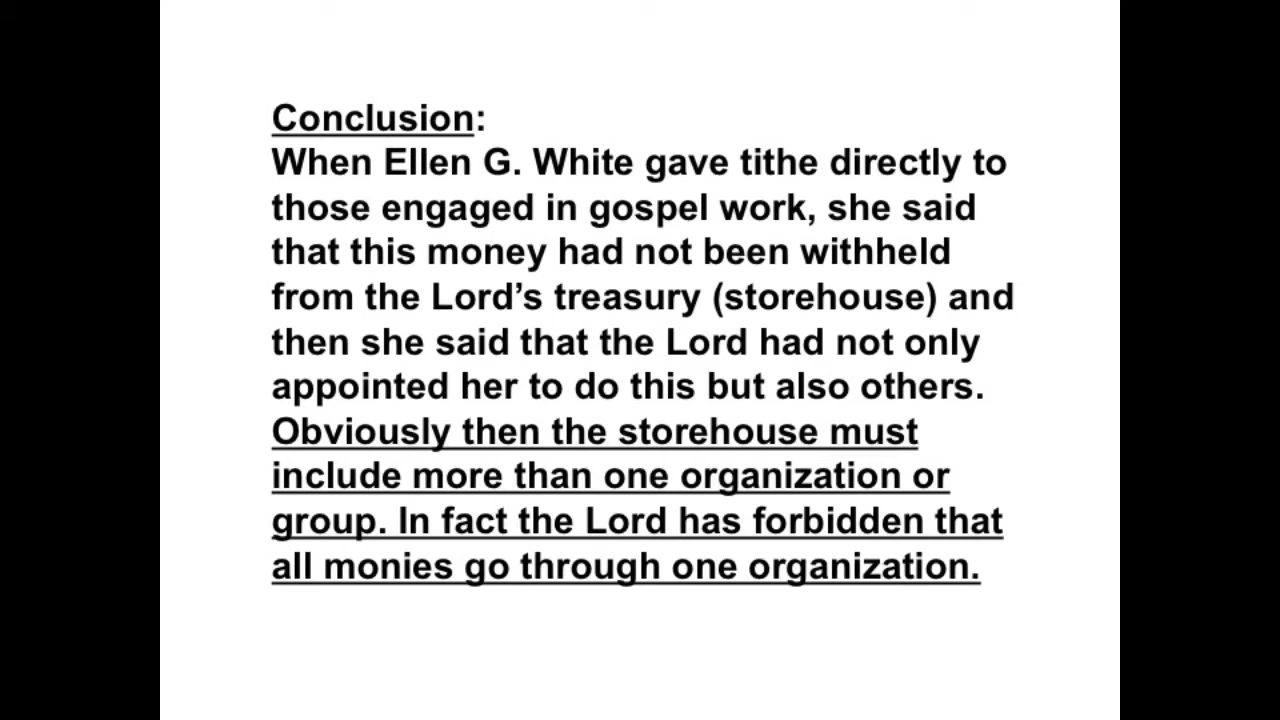 Conclusion:
When Ellen G. White gave tithe directly to
those engaged in gospel work, she said
that this money had not been withheld
from the Lord’s treasury (storehouse) and
then she said that the Lord had not only
appointed her to do this but also others.
Obviously then the storehouse must
include more than one organization or
group. In fact the Lord has forbidden that
all monies go through one organization.